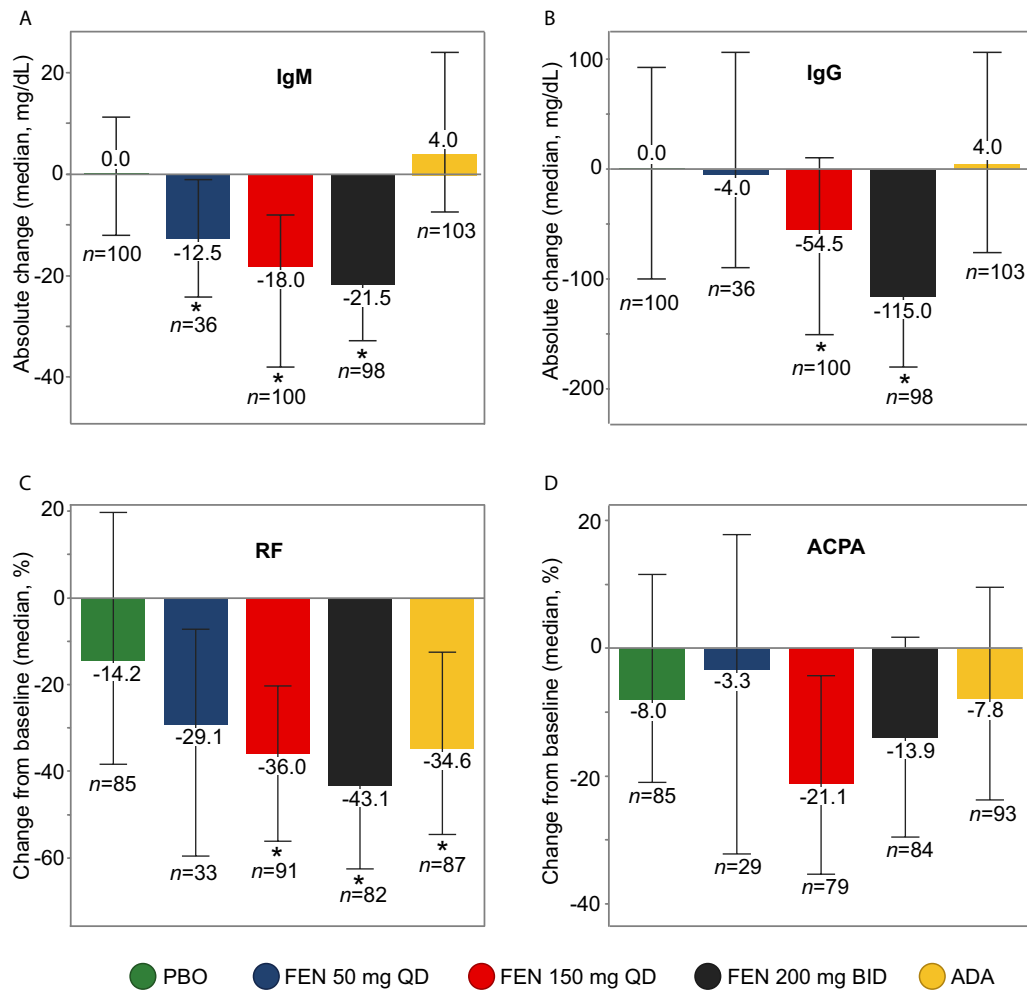 A
IgM
Absolute change (median, mg/dL)
20
0
-20
-40
0.0
-12.5
-18.0
-21.5
4.0
n=100
*
n=36
*
n=100
*
n=98
n=103
B
IgG
Absolute change (median, mg/dL)
100
0
-100
-200
0.0
-4.0
-54.5
-115.0
4.0
n=100
n=36
*
n=100
*
n=98
n=103
C
RF
Change from baseline (median, %)
20
0
-20
-40
-60
-14.2
-29.1
-36.0
-43.1
-34.6
n=85
n=33
*
n=91
*
n=82
*
n=87
D
ACPA
Change from baseline (median, %)
20
0
-20
-40
-8.0
-3.3
-21.1
-13.9
-7.8
n=85
n=29
n=79
n=84
n=93
PBO FEN 50 mg QD FEN 150 mg QD FEN 200 mg BID ADA